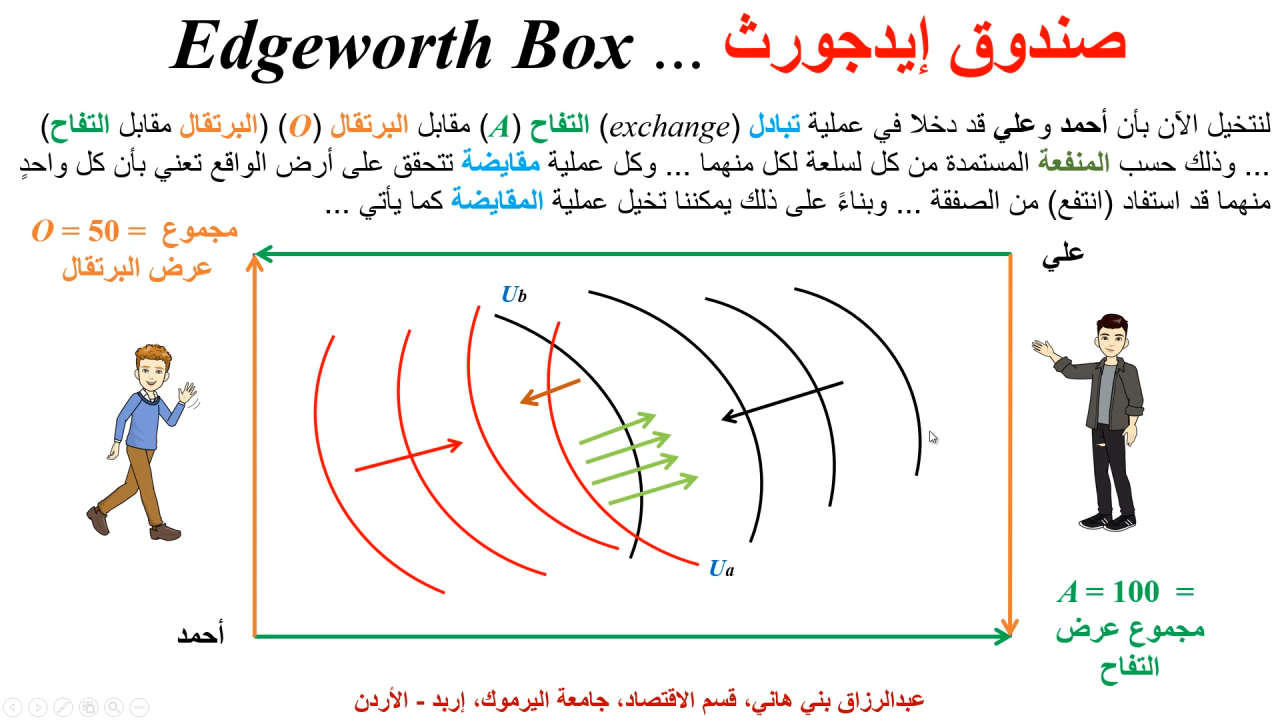 صندوق إيدجورث ... Edgeworth Box
لنتخيل الآن بأن أحمد وعلي قد دخلا في عملية تبادل (exchange) التفاح (A) مقابل البرتقال (O) (البرتقال مقابل التفاح)
... وذلك حسب المنفعة المستمدة من كل لسلعة لكل منهما ... وكل عملية مقايضة تتحقق على أرض الواقع تعني بأن كل واحدٍ
منهما قد استفاد (انتفع) من الصفقة ... وبناءً على ذلك يمكننا تخيل عملية المقايضة كما يأتي ...
O = 50 = مجموع
عرض البرتقال
علي
Ub
Ua
أحمد
A = 100 =
مجموع عرض
التفاح
عبدالرزاق بني هاني، قسم الاقتصاد، جامعة اليرموك، إربد - الأردن